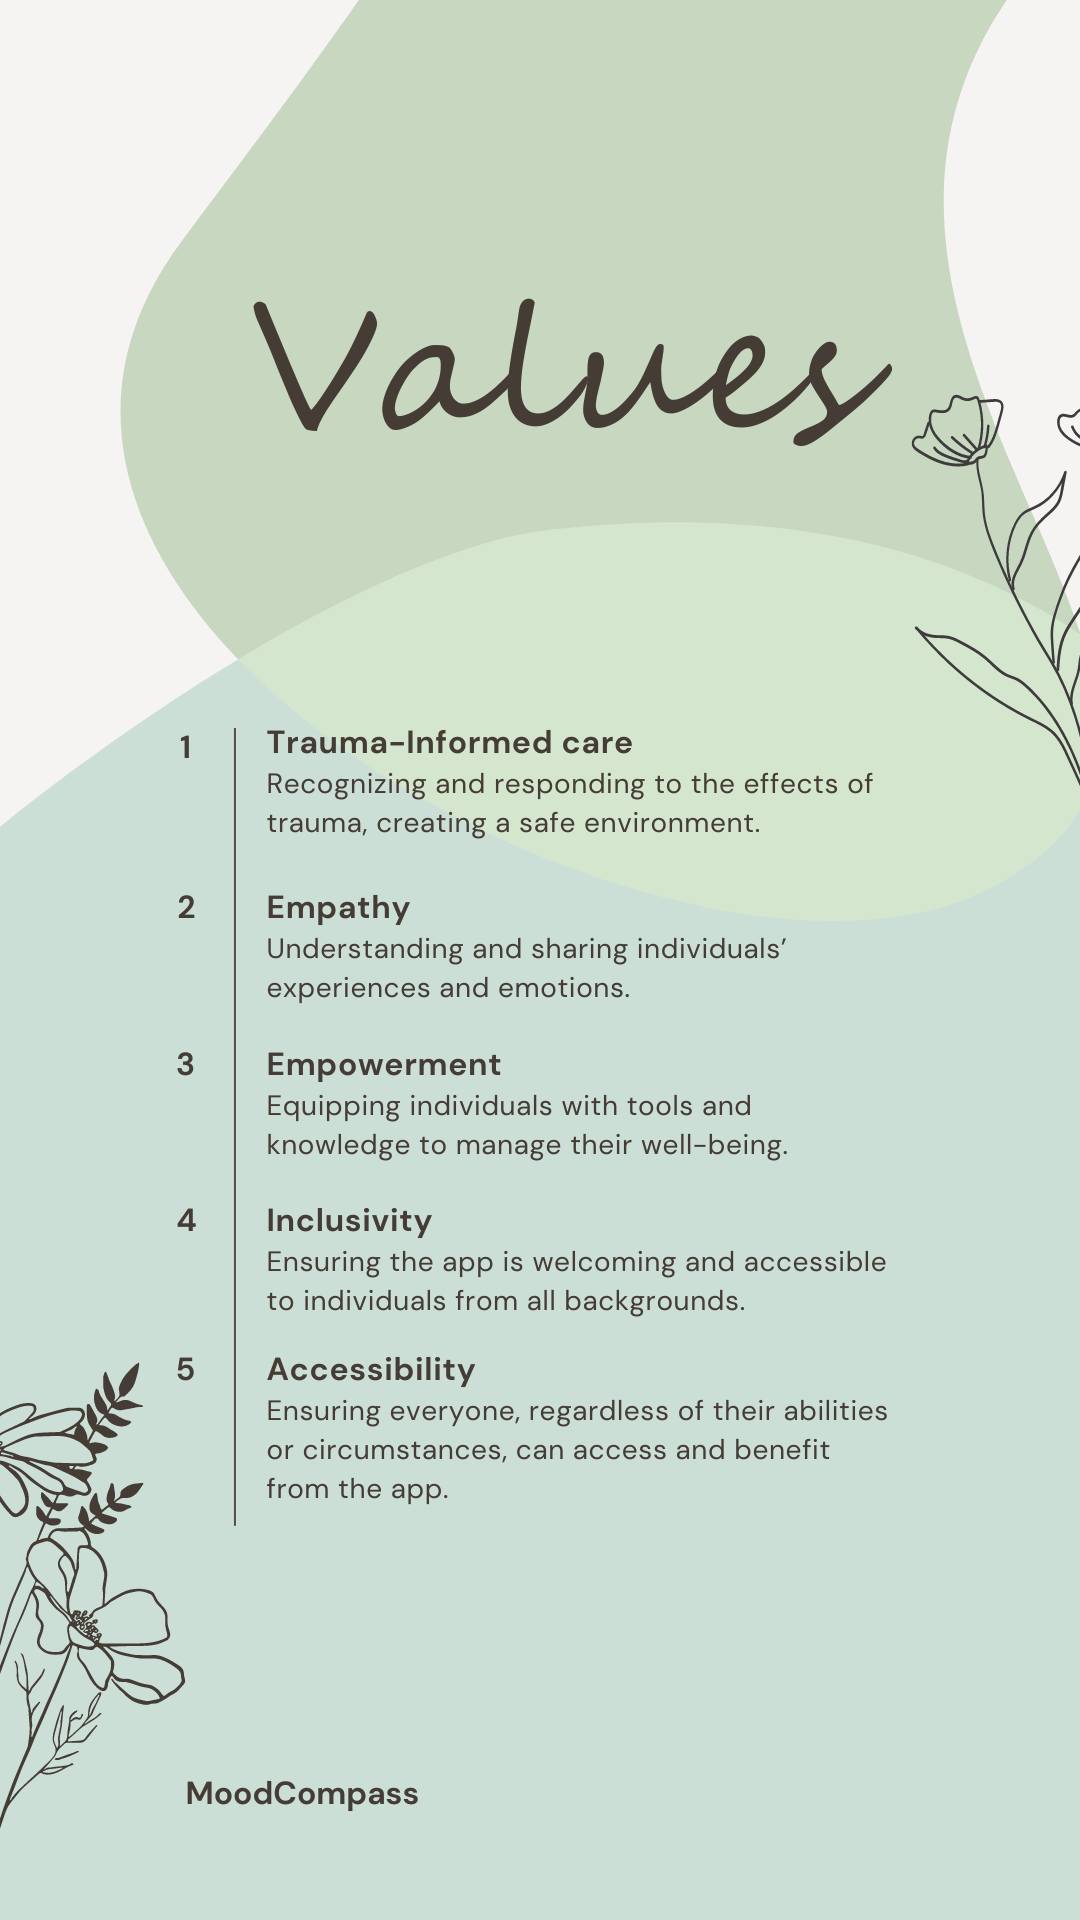 Values
1
Trauma-Informed care
Recognizing and responding to the effects of
trauma, creating a safe environment.
2
Empathy
Understanding and sharing individuals’
experiences and emotions.
3
Empowerment
Equipping individuals with tools and
knowledge to manage their well-being.
4
Inclusivity
Ensuring the app is welcoming and accessible
to individuals from all backgrounds.
5
Accessibility
Ensuring everyone, regardless of their abilities
or circumstances, can access and benefit
from the app.
MoodCompass